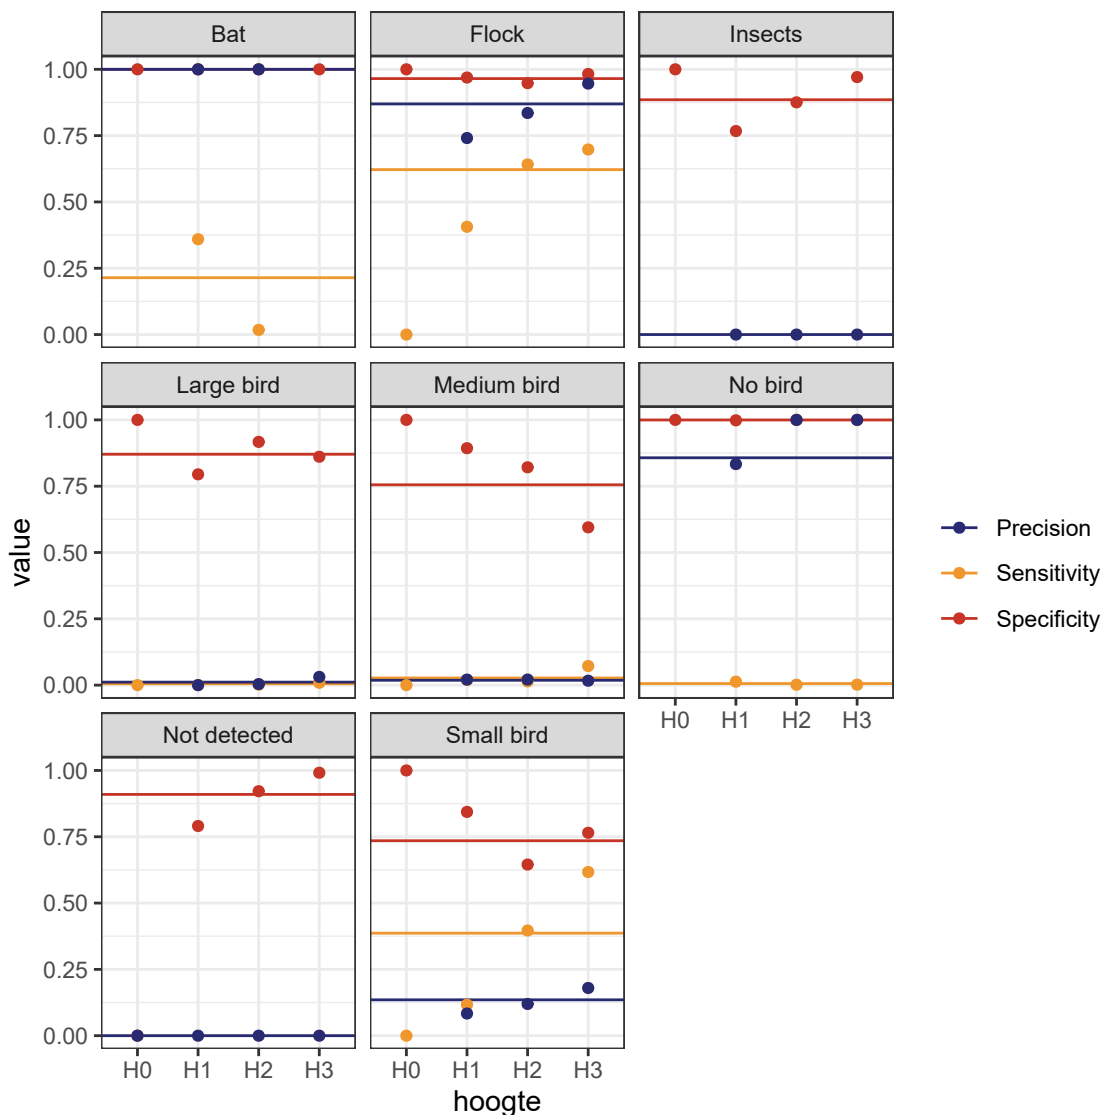 Bat Flock Insects
1.00
0.75
0.50
0.25
0.00
Large bird Medium bird No bird
1.00
0.75
0.50
0.25
0.00
H0 H1 H2 H3
Not detected Small bird
1.00
0.75
0.50
0.25
0.00
H0 H1 H2 H3 H0 H1 H2 H3
hoogte
value
Precision
Sensitivity
Specificity